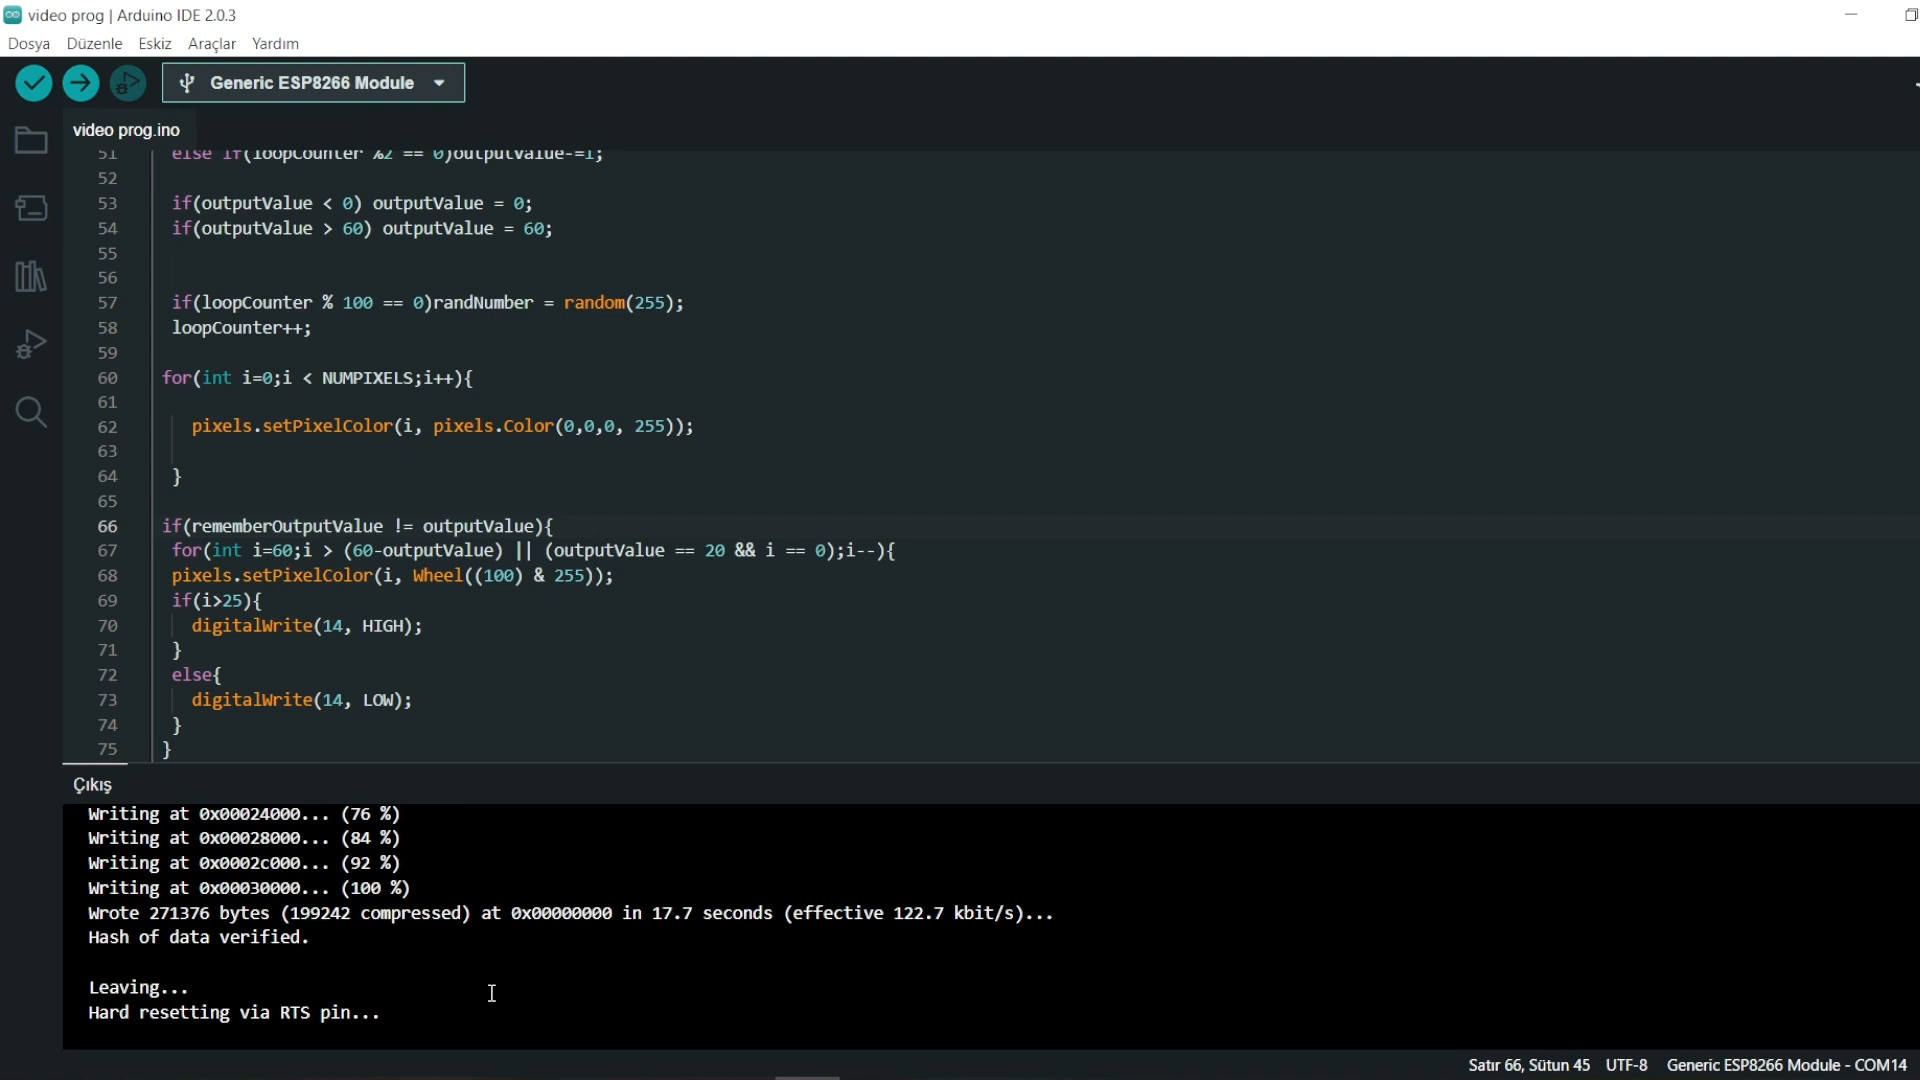 video prog | Arduino IDE 2.0.3
Dosya Düzenle Eskiz Araçlar Yardım
Generic ESP8266 Module
video prog.ino
51 else if(loopCounter %2 == 0)outputValue-=1;
52
53 if(outputValue < 0) outputValue = 0;
54 if(outputValue > 60) outputValue = 60;
55
56
57 if(loopCounter % 100 == 0)randNumber = random(255);
58 loopCounter++;
59
60 for(int i=0;i < NUMPIXELS;i++){
61
62 pixels.setPixelColor(i, pixels.Color(0,0,0, 255));
63
64 }
65
66 if(rememberOutputValue != outputValue){
67 for(int i=60;i > (60-outputValue) || (outputValue == 20 && i == 0);i--){
68 pixels.setPixelColor(i, Wheel((100) & 255));
69 if(i>25){
70 digitalWrite(14, HIGH);
71 }
72 else{
73 digitalWrite(14, LOW);
74 }
75 }
Çıkış
Writing at 0x00024000... (76 %)
Writing at 0x00028000... (84 %)
Writing at 0x0002c000... (92 %)
Writing at 0x00030000... (100 %)
Wrote 271376 bytes (199242 compressed) at 0x00000000 in 17.7 seconds (effective 122.7 kbit/s)...
Hash of data verified.
Leaving...
Hard resetting via RTS pin...
Satır 66, Sütun 45 UTF-8 Generic ESP8266 Module - COM14